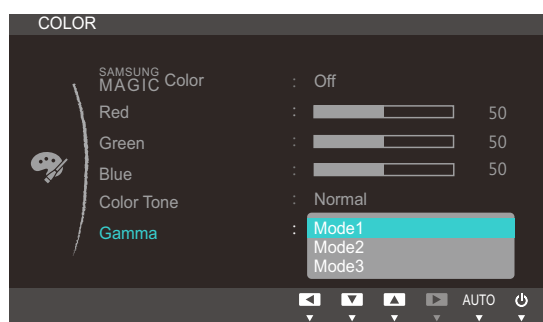 COLOR
SAMSUNG MAGIC Color : Off
Red : 50
Green : 50
Blue : 50
Color Tone : Normal
Gamma : Mode1
Mode2
Mode3
AUTO